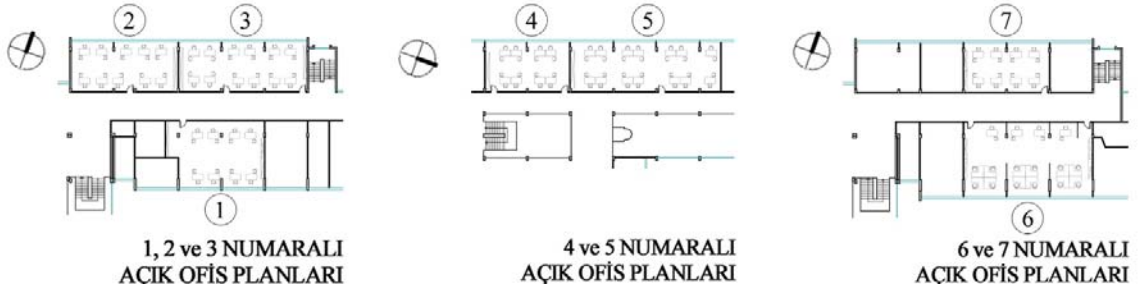 2
3
1
1, 2 ve 3 NUMARALI
AÇIK OFİS PLANLARI
4
5
4 ve 5 NUMARALI
AÇIK OFİS PLANLARI
7
6
6 ve 7 NUMARALI
AÇIK OFİS PLANLARI